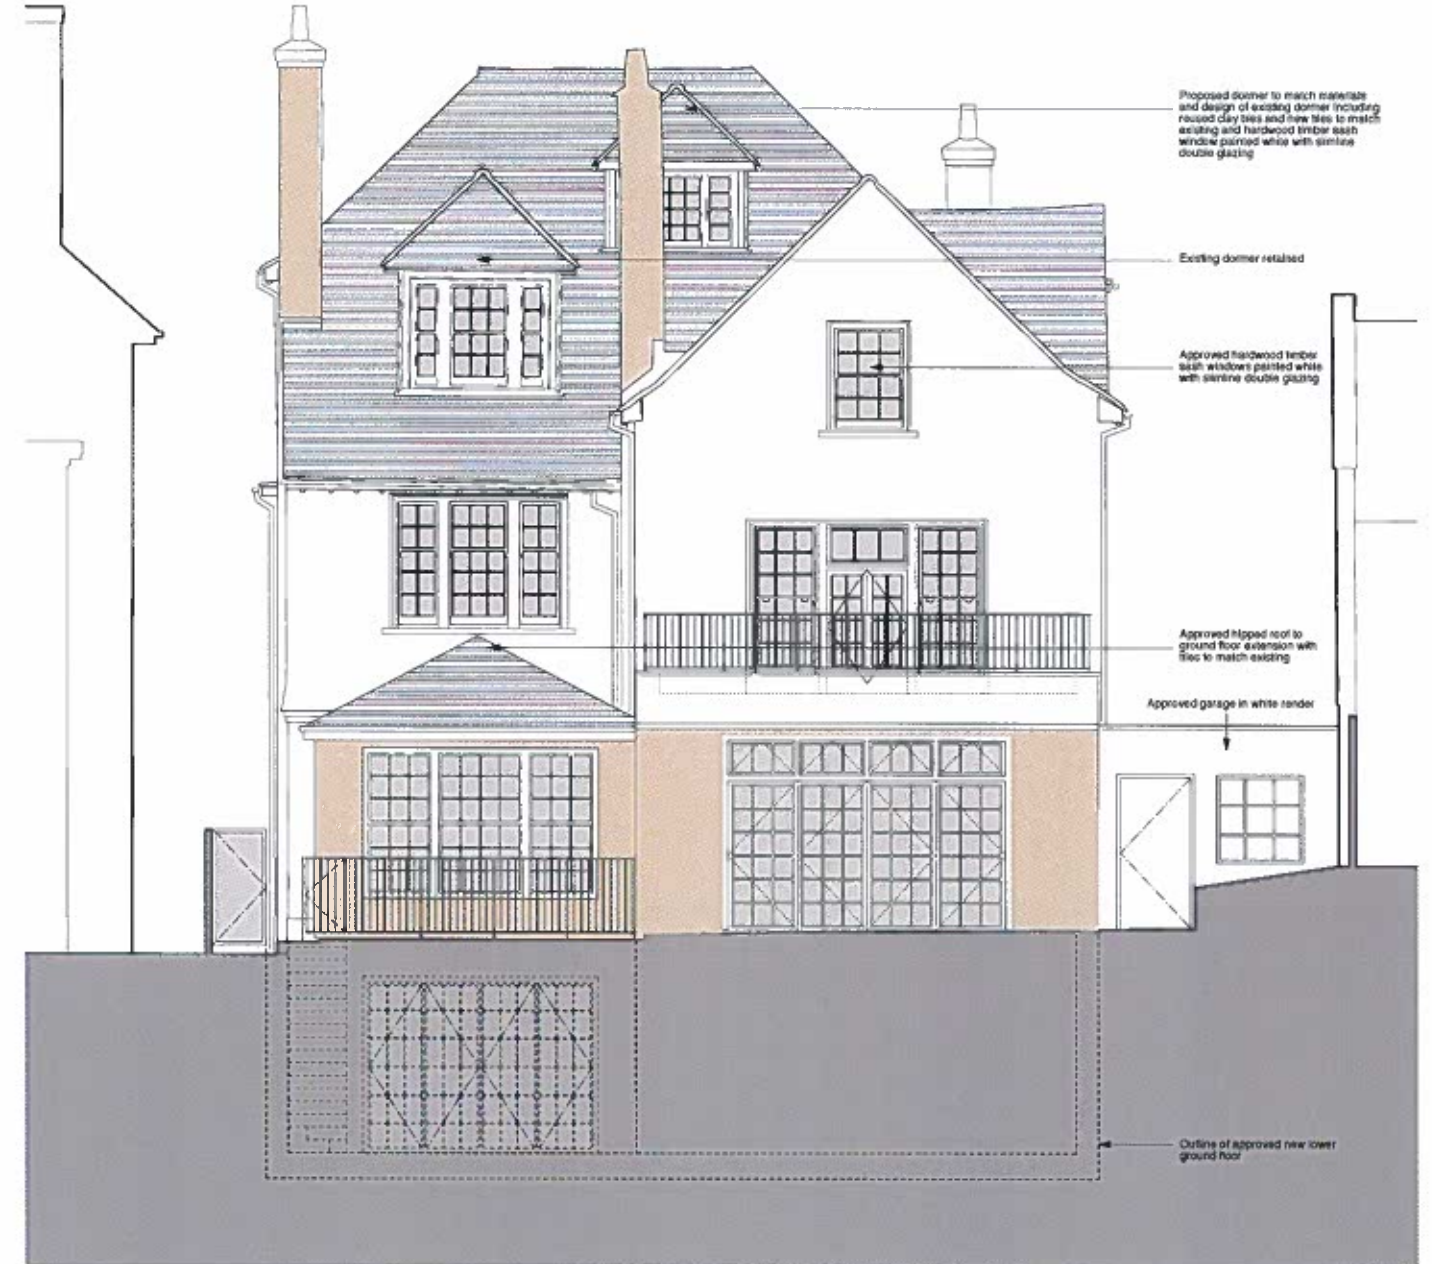 Proposed dormer to match materials
and design of existing dormer including
reused clay tiles and new tiles to match
existing and hardwood timber sash
window painted white with slimline
double glazing
Existing dormer retained
Approved hardwood timber
sash windows painted white
with slimline double glazing
Approved hipped roof to
ground floor extension with
tiles to match existing
Approved garage in white render
Outline of approved new lower
ground floor